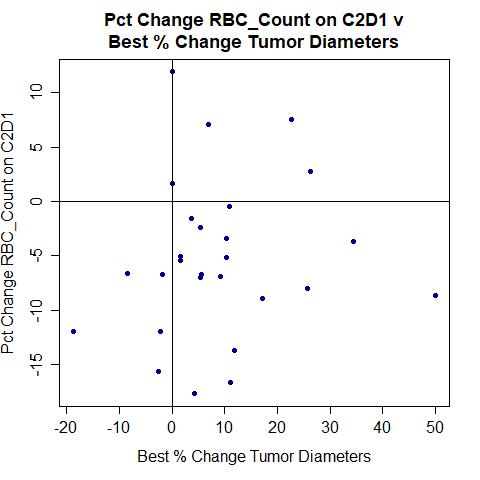 Pct Change RBC_Count on C2D1 v
Best % Change Tumor Diameters
Pct Change RBC_Count on C2D1
10
5
0
-5
-10
-15
-20 -10 0 10 20 30 40 50
Best % Change Tumor Diameters